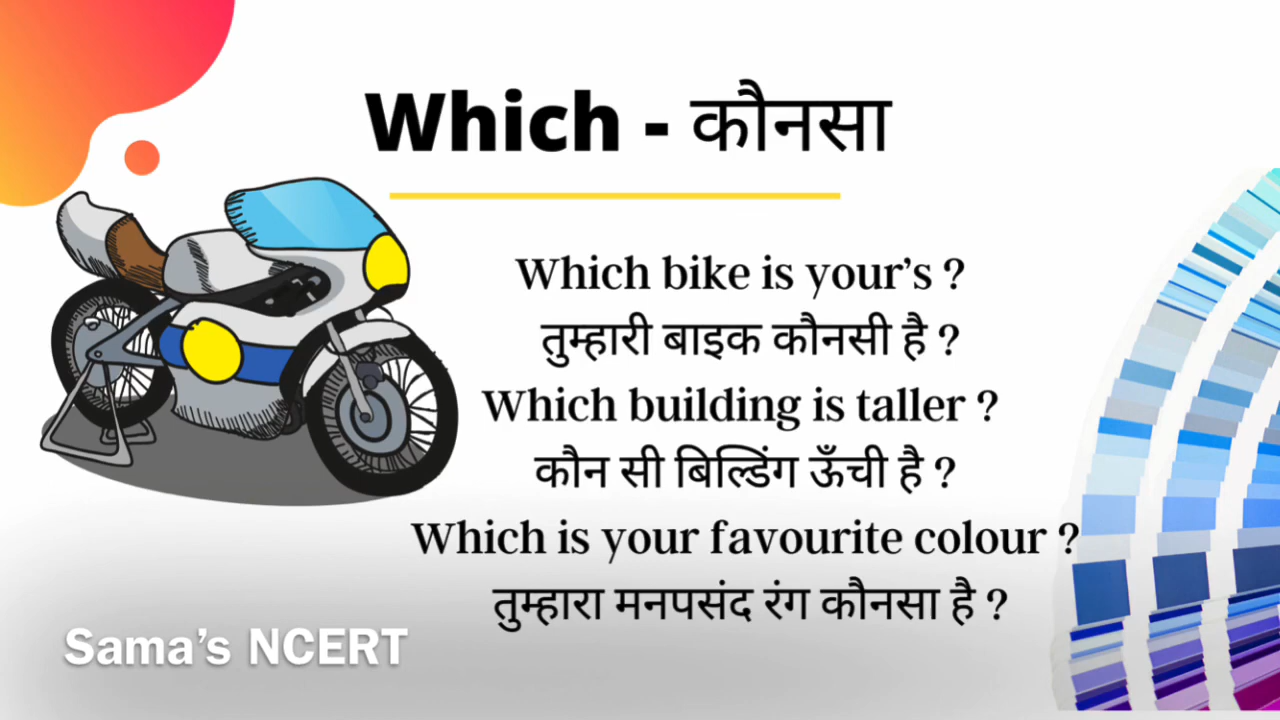 Which - कौनसा
Which bike is your’s ?
तुम्हारी बाइक कौनसी है ?
Which building is taller ?
कौन सी बिल्डिंग ऊँची है ?
Which is your favourite colour ?
तुम्हारा मनपसंद रंग कौनसा है ?
Sama’s NCERT